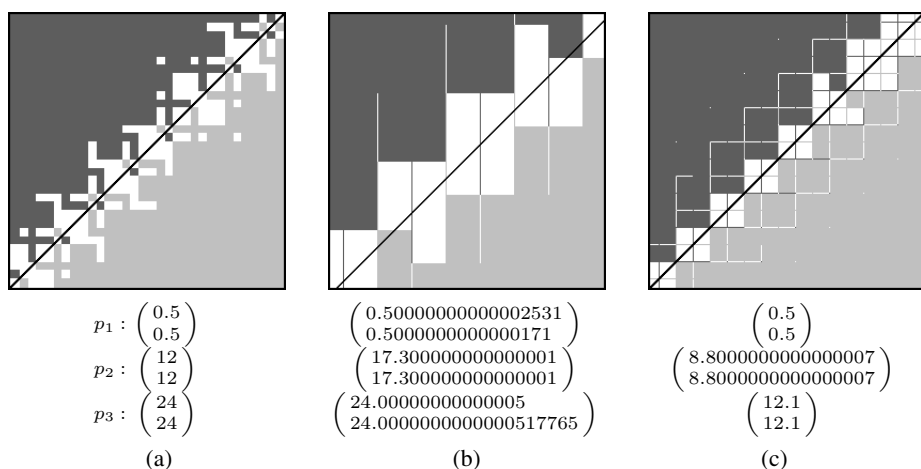 p₁ : (0.5 0.5) (0.50000000000002531 0.5000000000000171) (0.5 0.5)
p₂ : (12 12) (17.300000000000001 17.300000000000001) (8.8000000000000007 8.8000000000000007)
p₃ : (24 24) (24.00000000000005 24.0000000000000517765) (12.1 12.1)
(a) (b) (c)